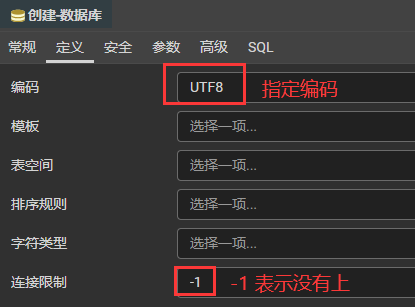 创建-数据库
常规 定义 安全 参数 高级 SQL
编码 UTF8 指定编码
模板 选择一项...
表空间 选择一项...
排序规则 选择一项...
字符类型 选择一项...
连接限制 -1 -1 表示没有上